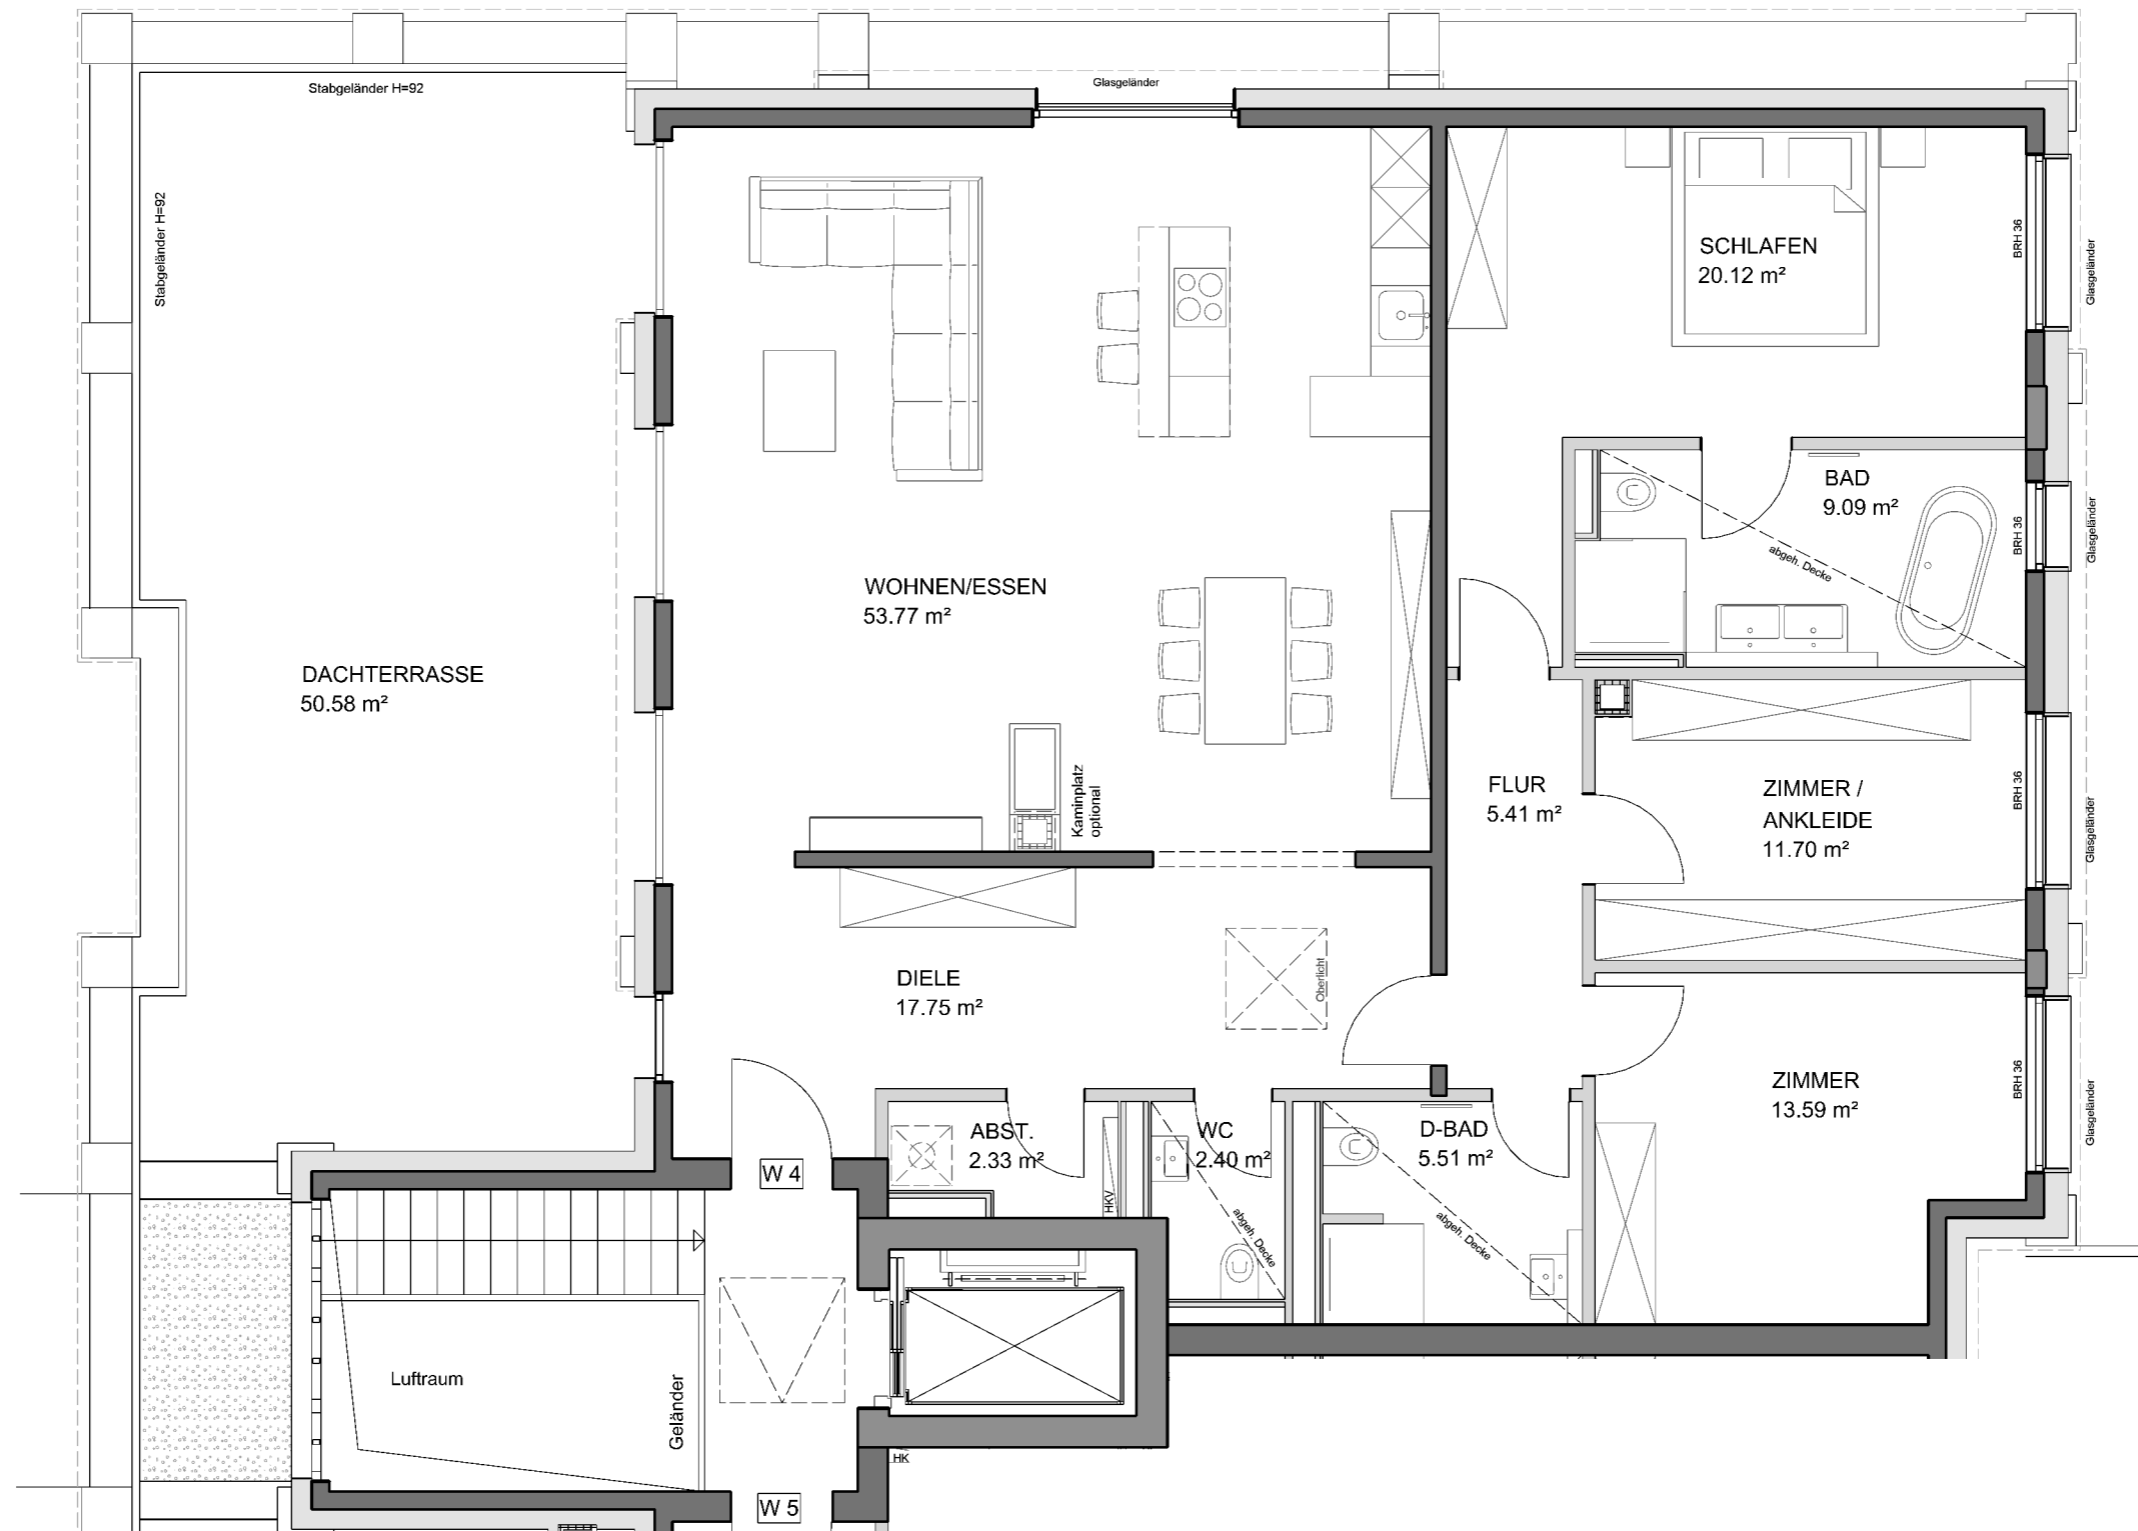 Stabgeländer H=92
Glasgeländer
Stabgeländer H=92
SCHLAFEN
20.12 m²
BRH 36
Glasgeländer
BAD
9.09 m²
abgeh. Decke
BRH 36
Glasgeländer
WOHNEN/ESSEN
53.77 m²
DACHTERRASSE
50.58 m²
Kaminplatz
optional
FLUR
5.41 m²
ZIMMER /
ANKLEIDE
11.70 m²
BRH 36
Glasgeländer
DIELE
17.75 m²
Oberlicht
ZIMMER
13.59 m²
BRH 36
Glasgeländer
ABST.
2.33 m²
HKV
WC
2.40 m²
abgeh. Decke
D-BAD
5.51 m²
abgeh. Decke
W 4
Luftraum
Geländer
HK
W 5